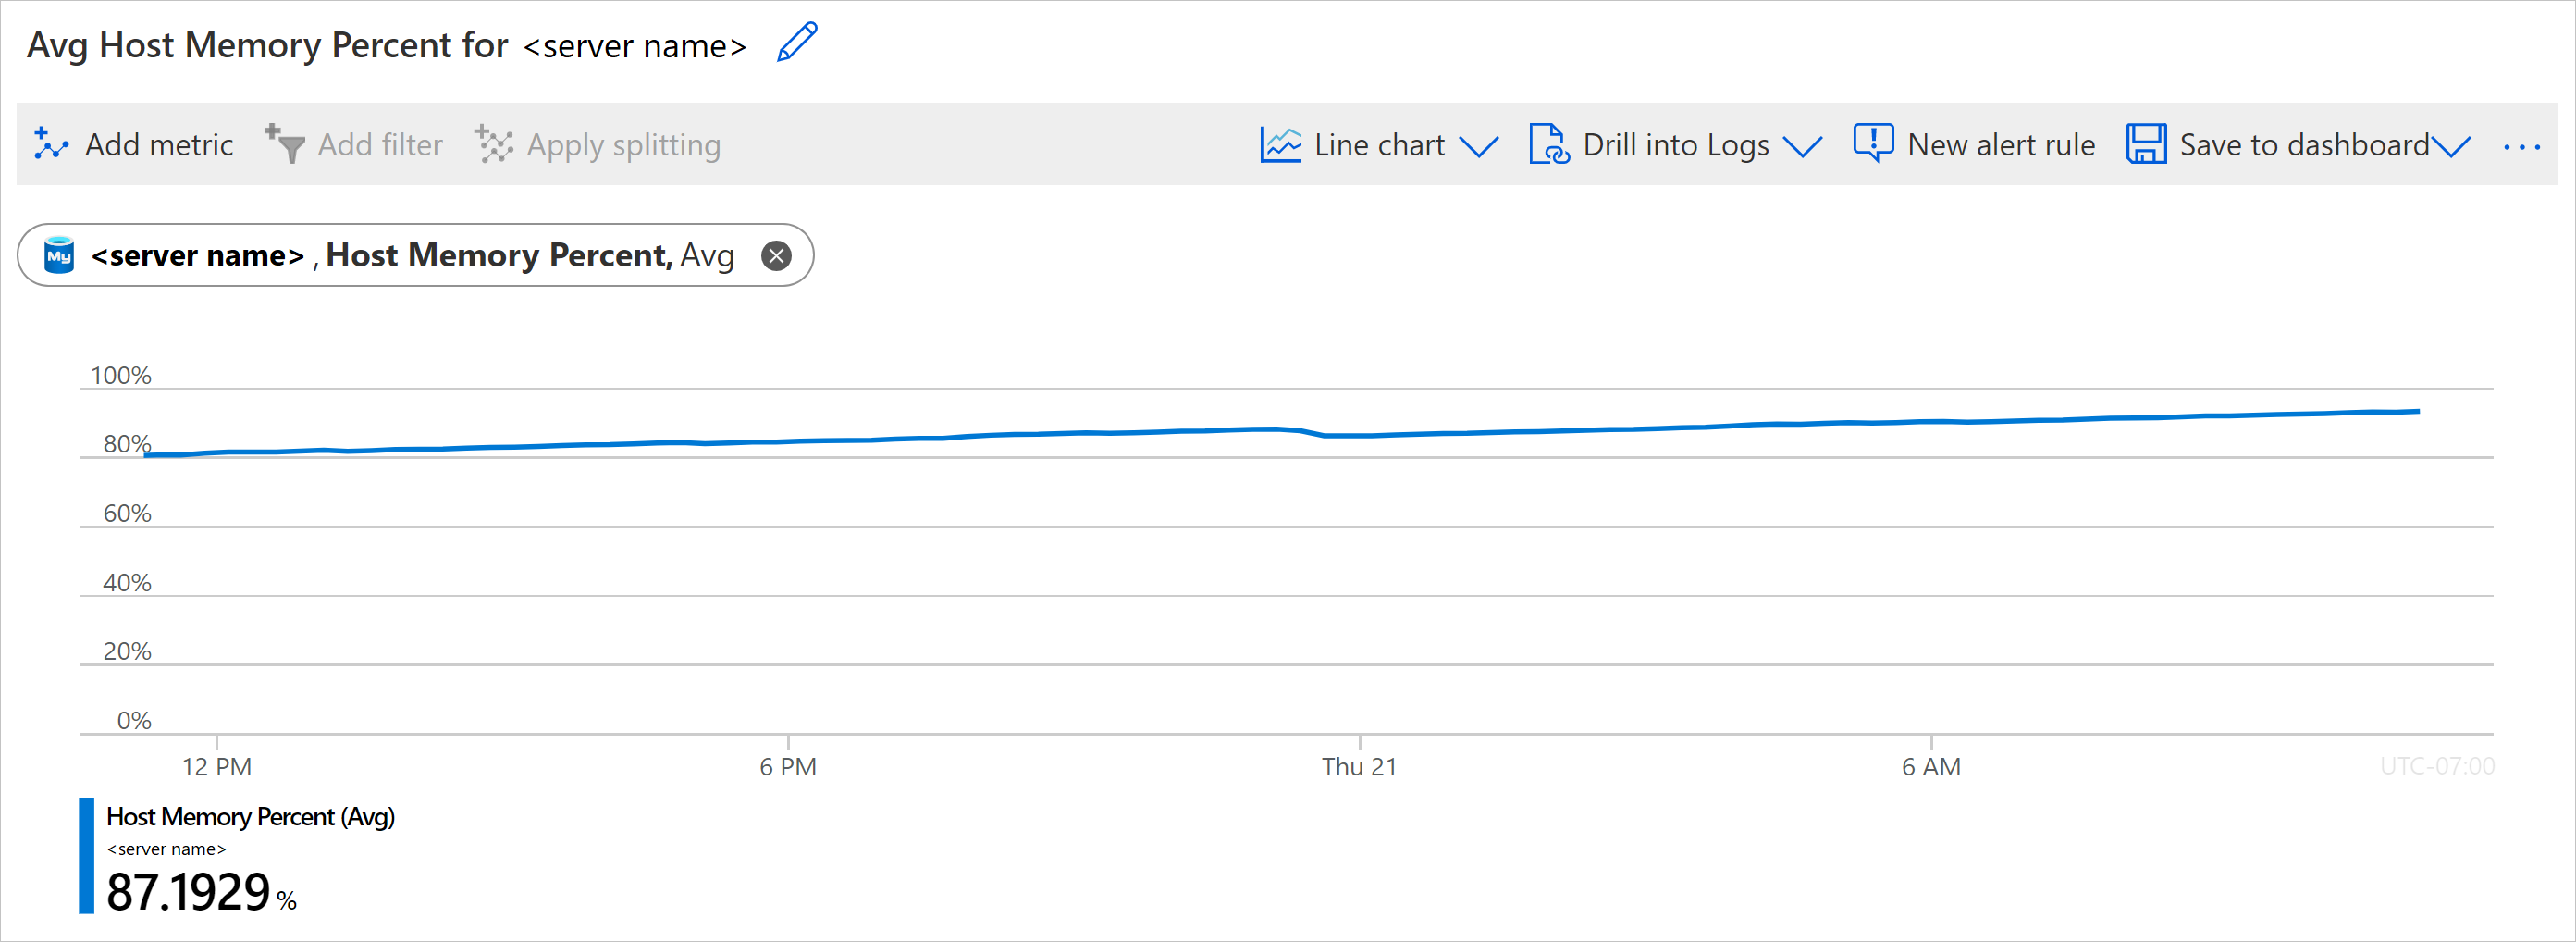 Avg Host Memory Percent for <server name>
Add metric Add filter Apply splitting Line chart Drill into Logs New alert rule Save to dashboard ...
My <server name> , Host Memory Percent, Avg
100%
80%
60%
40%
20%
0%
12 PM 6 PM Thu 21 6 AM UTC-07:00
Host Memory Percent (Avg)
<server name>
87.1929 %